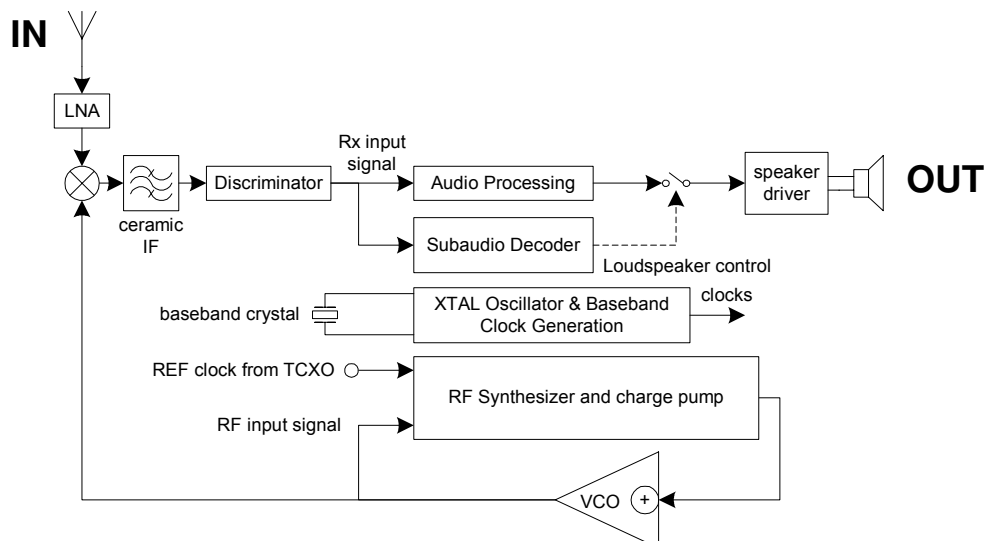 IN
LNA
Rx input
signal
Discriminator
Audio Processing
speaker
driver
OUT
ceramic
IF
Subaudio Decoder
Loudspeaker control
baseband crystal
XTAL Oscillator & Baseband
Clock Generation
clocks
REF clock from TCXO
RF Synthesizer and charge pump
RF input signal
VCO
+